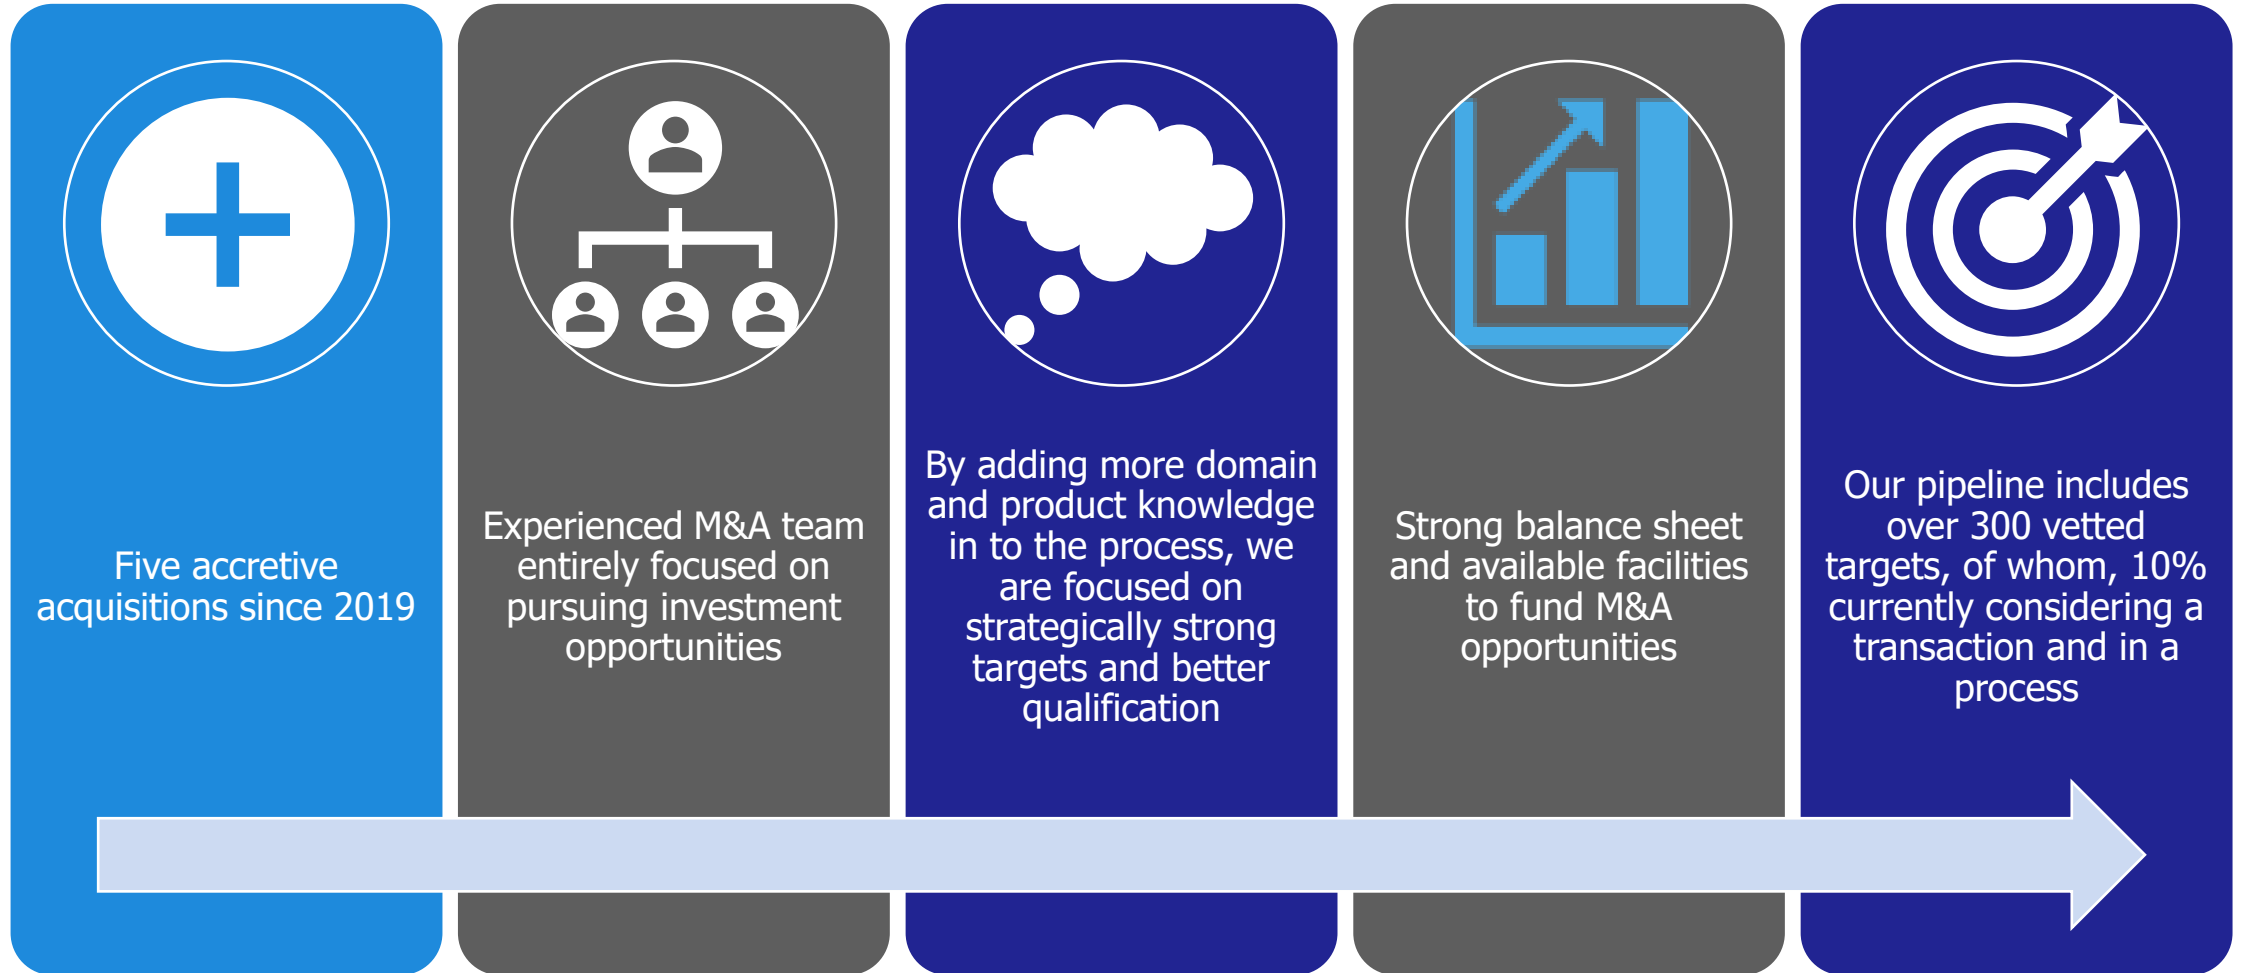 Five accretive
acquisitions since 2019
Experienced M&A team
entirely focused on
pursuing investment
opportunities
By adding more domain
and product knowledge
in to the process, we
are focused on
strategically strong
targets and better
qualification
Strong balance sheet
and available facilities
to fund M&A
opportunities
Our pipeline includes
over 300 vetted
targets, of whom, 10%
currently considering a
transaction and in a
process